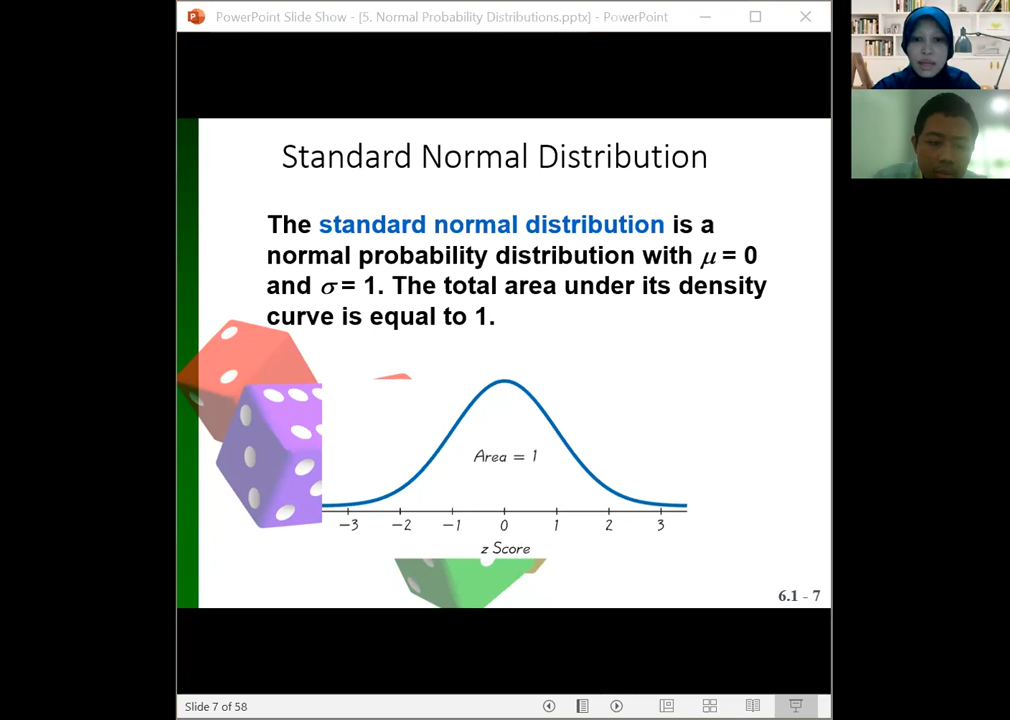 PowerPoint Slide Show - [5. Normal Probability Distributions.pptx] - PowerPoint
Standard Normal Distribution
The standard normal distribution is a
normal probability distribution with μ = 0
and σ = 1. The total area under its density
curve is equal to 1.
Area = 1
−3 −2 −1 0 1 2 3
z Score
6.1 - 7
Slide 7 of 58